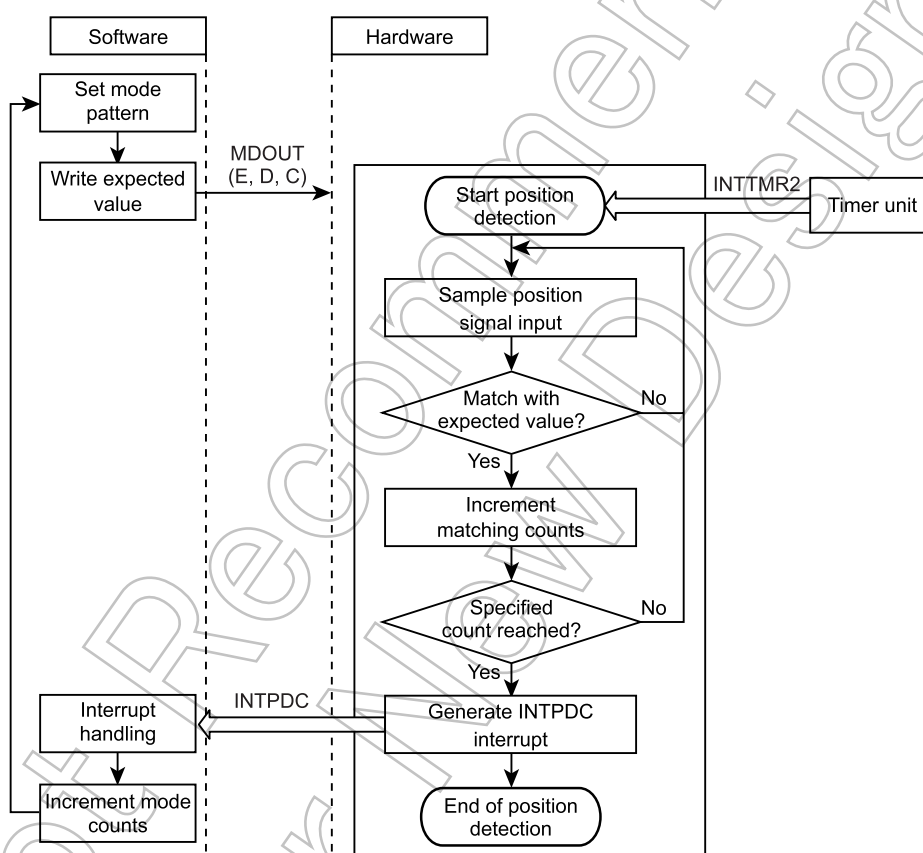 Software
Hardware
Set mode
pattern
Write expected
value
MDOUT
(E, D, C)
Start position
detection
INTTMR2
Timer unit
Sample position
signal input
Match with
expected value?
No
Yes
Increment
matching counts
Specified
count reached?
No
Yes
Generate INTPDC
interrupt
INTPDC
Interrupt
handling
Increment mode
counts
End of position
detection